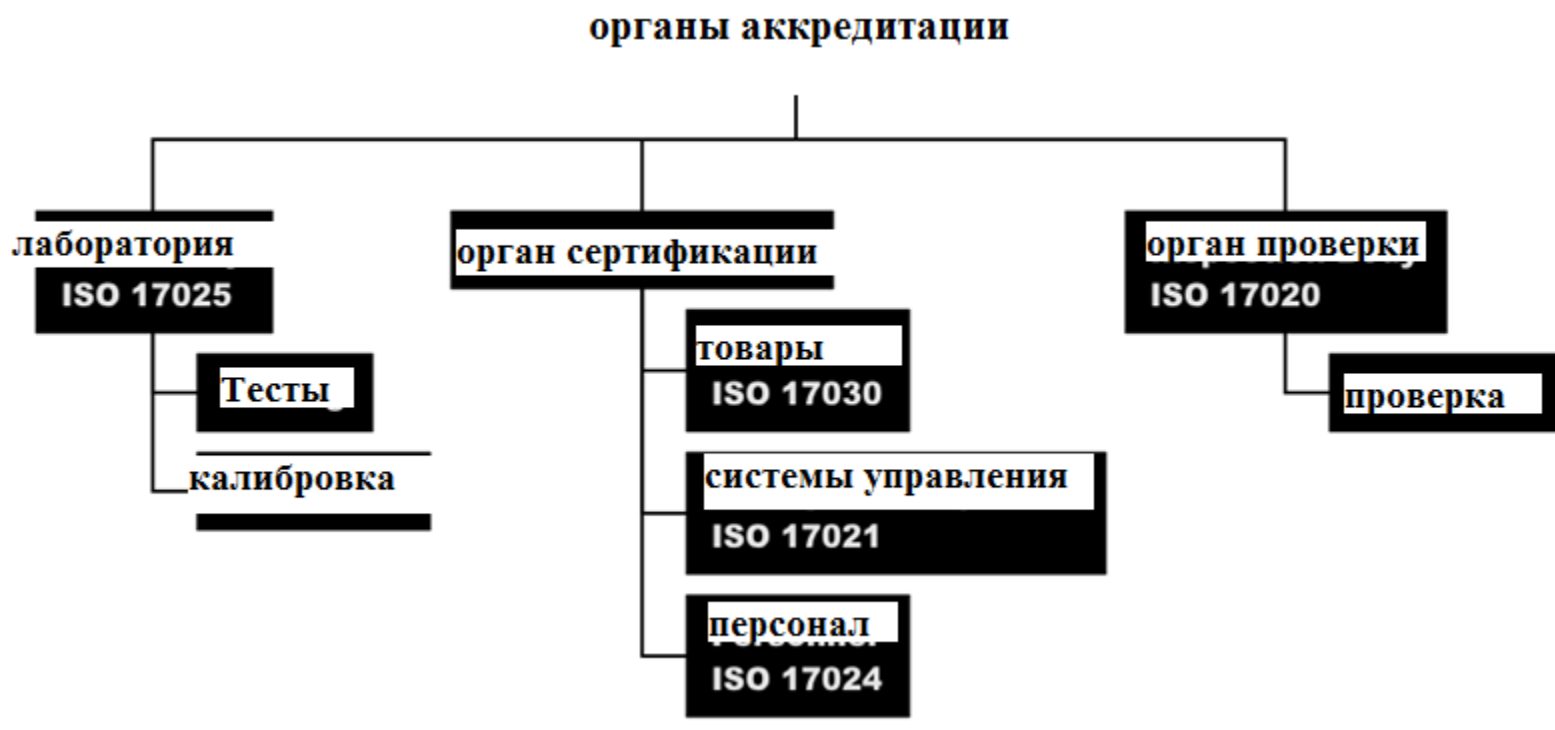 органы аккредитации
лаборатория
ISO 17025
Тесты
калибровка
орган сертификации
товары
ISO 17030
системы управления
ISO 17021
персонал
ISO 17024
орган проверки
ISO 17020
проверка